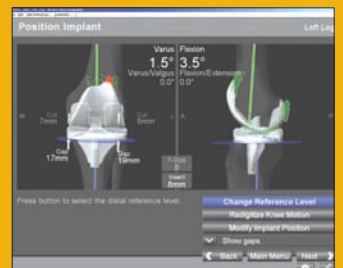 Position Implant
Left Leg
Varus
1.5°
Varus/Valgus
0.0°
Flexion
3.5°
Flexion/Extension
0.0°
M
Cut
7mm
Cut
8mm
L
A
P
Gap
17mm
Gap
19mm
Insert
8mm
Press button to select the distal reference level.
Change Reference Level
Redigitize Knee Motion
Modify Implant Position
Show gaps
Back
Main Menu
Next